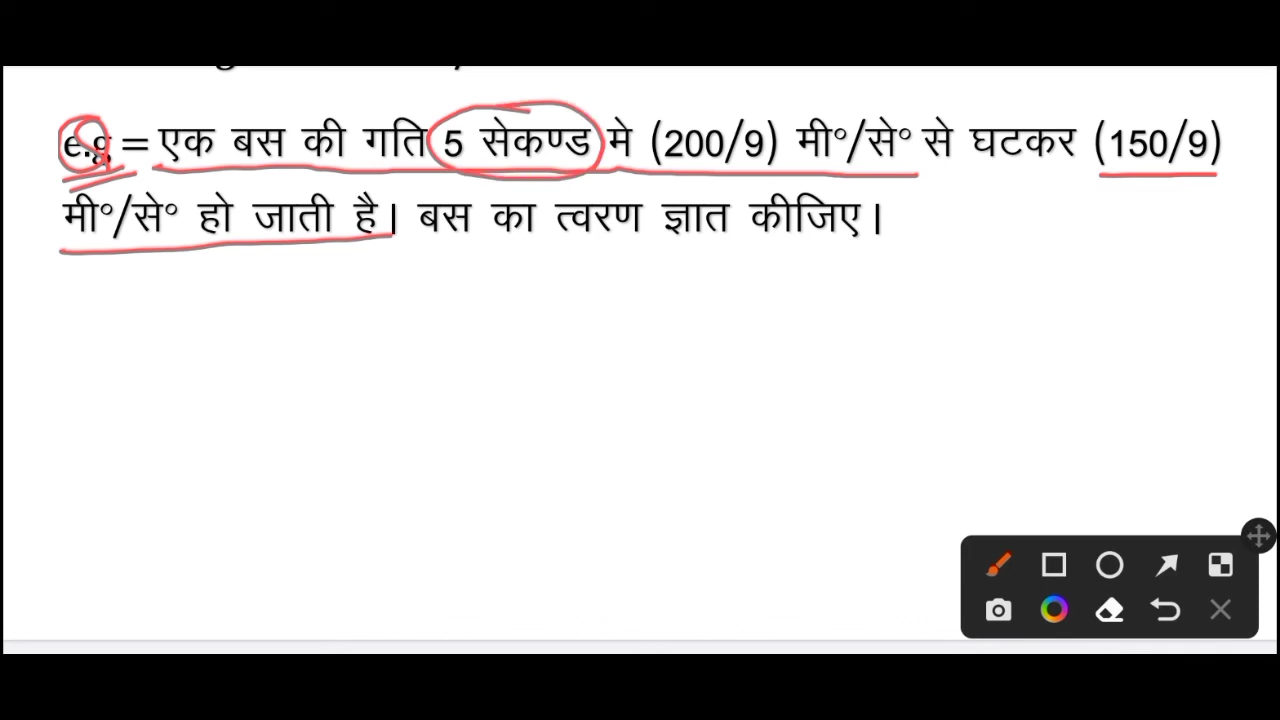 e.g = एक बस की गति 5 सेकण्ड मे (200/9) मी°/से° से घटकर (150/9)
मी°/से° हो जाती है। बस का त्वरण ज्ञात कीजिए।